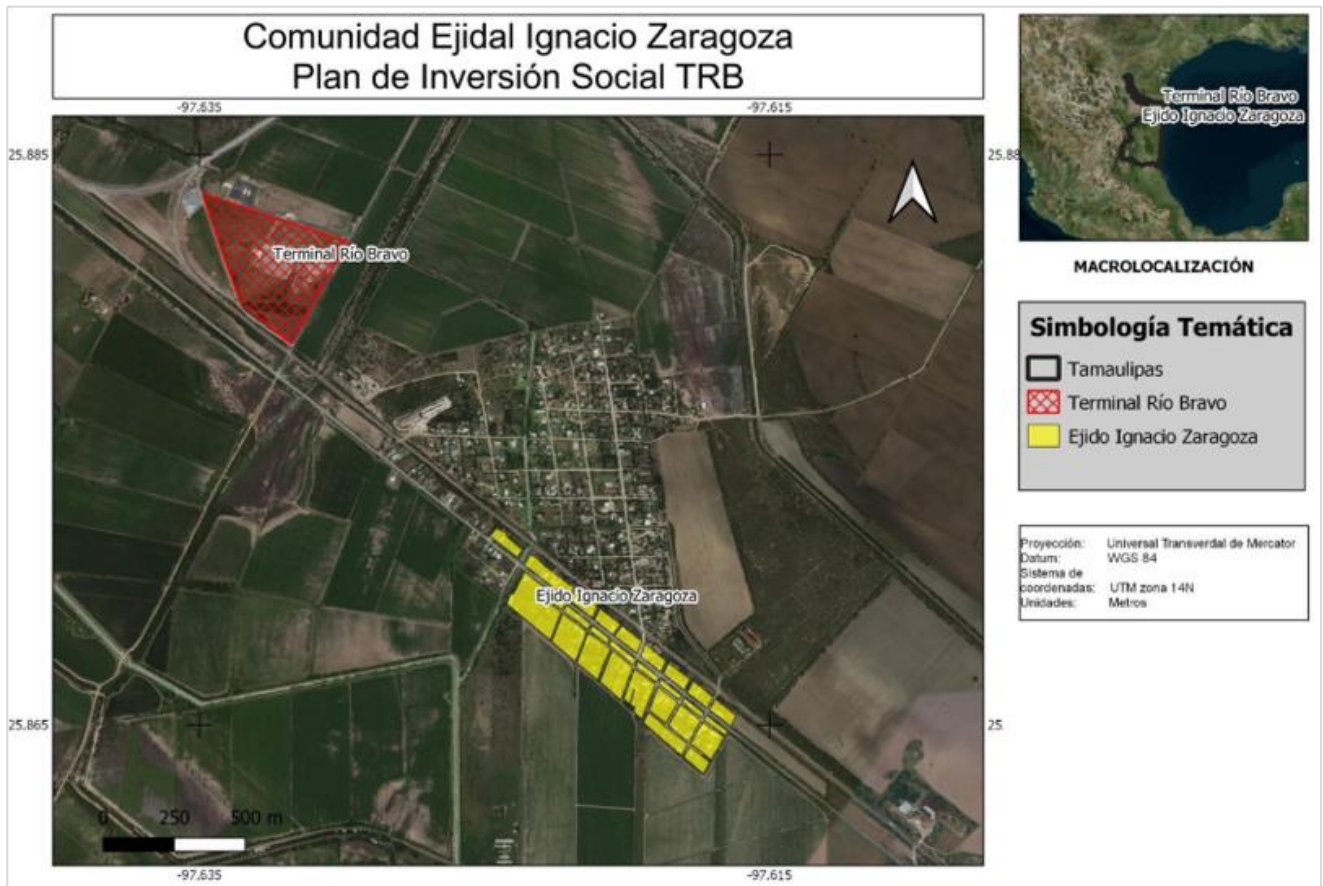 Comunidad Ejidal Ignacio Zaragoza
Plan de Inversión Social TRB
-97.635
-97.615
25.885
25.88
Terminal Río Bravo
Ejido Ignacio Zaragoza
25.865
25.
0 250 500 m
-97.635
-97.615
Terminal Río Bravo
Ejido Ignacio Zaragoza
MACROLOCALIZACIÓN
Simbología Temática
Tamaulipas
Terminal Río Bravo
Ejido Ignacio Zaragoza
Proyección: Universal Transverdal de Mercator
Datum: WGS 84
Sistema de
coordenadas: UTM zona 14N
Unidades: Metros